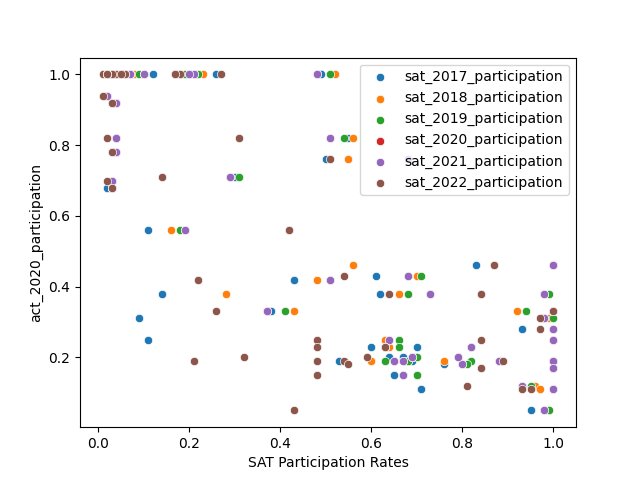 1.0
0.8
0.6
0.4
0.2
act_2020_participation
sat_2017_participation
sat_2018_participation
sat_2019_participation
sat_2020_participation
sat_2021_participation
sat_2022_participation
0.0
0.2
0.4
0.6
0.8
1.0
SAT Participation Rates